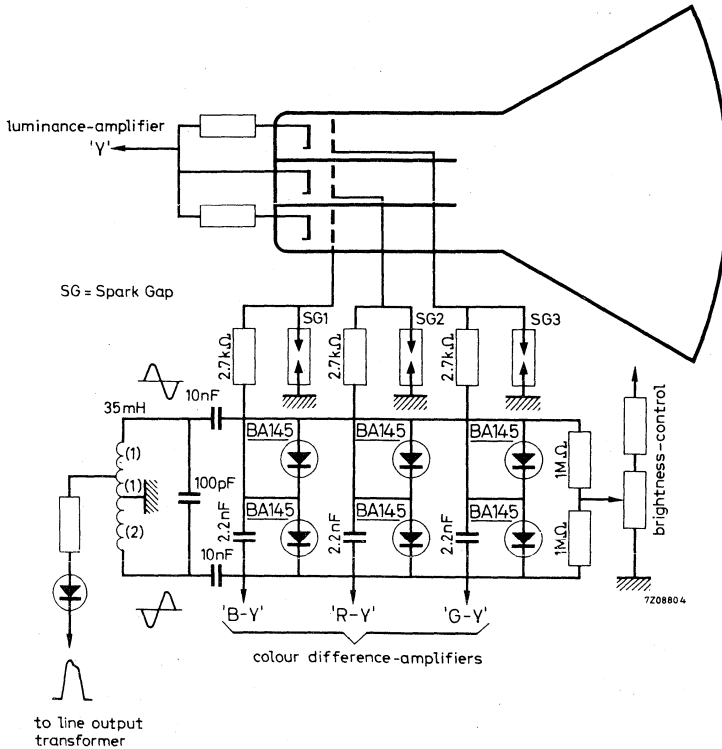 luminance-amplifier
'Y'
SG = Spark Gap
SG1
SG2
SG3
2.7kΩ
2.7kΩ
2.7kΩ
10nF
35mH
(1)
(1)
(2)
100pF
10nF
BA145
BA145
BA145
BA145
BA145
BA145
2.2nF
2.2nF
2.2nF
1MΩ
1MΩ
brightness-control
7Z08804
'B-Y'
'R-Y'
'G-Y'
colour difference-amplifiers
to line output
transformer